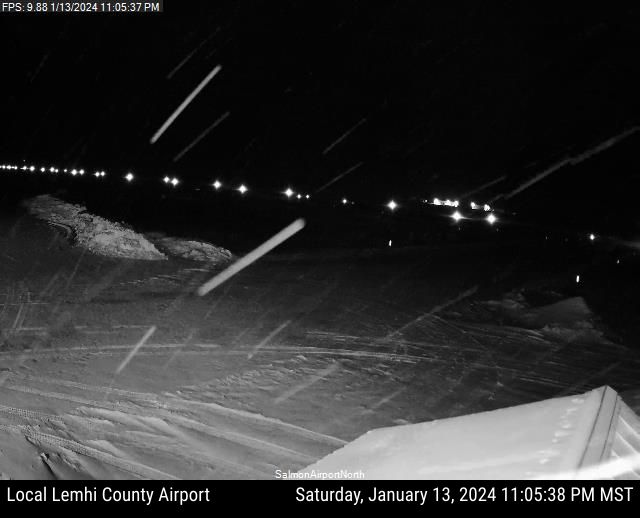 FPS: 9.88 1/13/2024 11:05:37 PM
SalmonAirportNorth
Local Lemhi County Airport
Saturday, January 13, 2024 11:05:38 PM MST